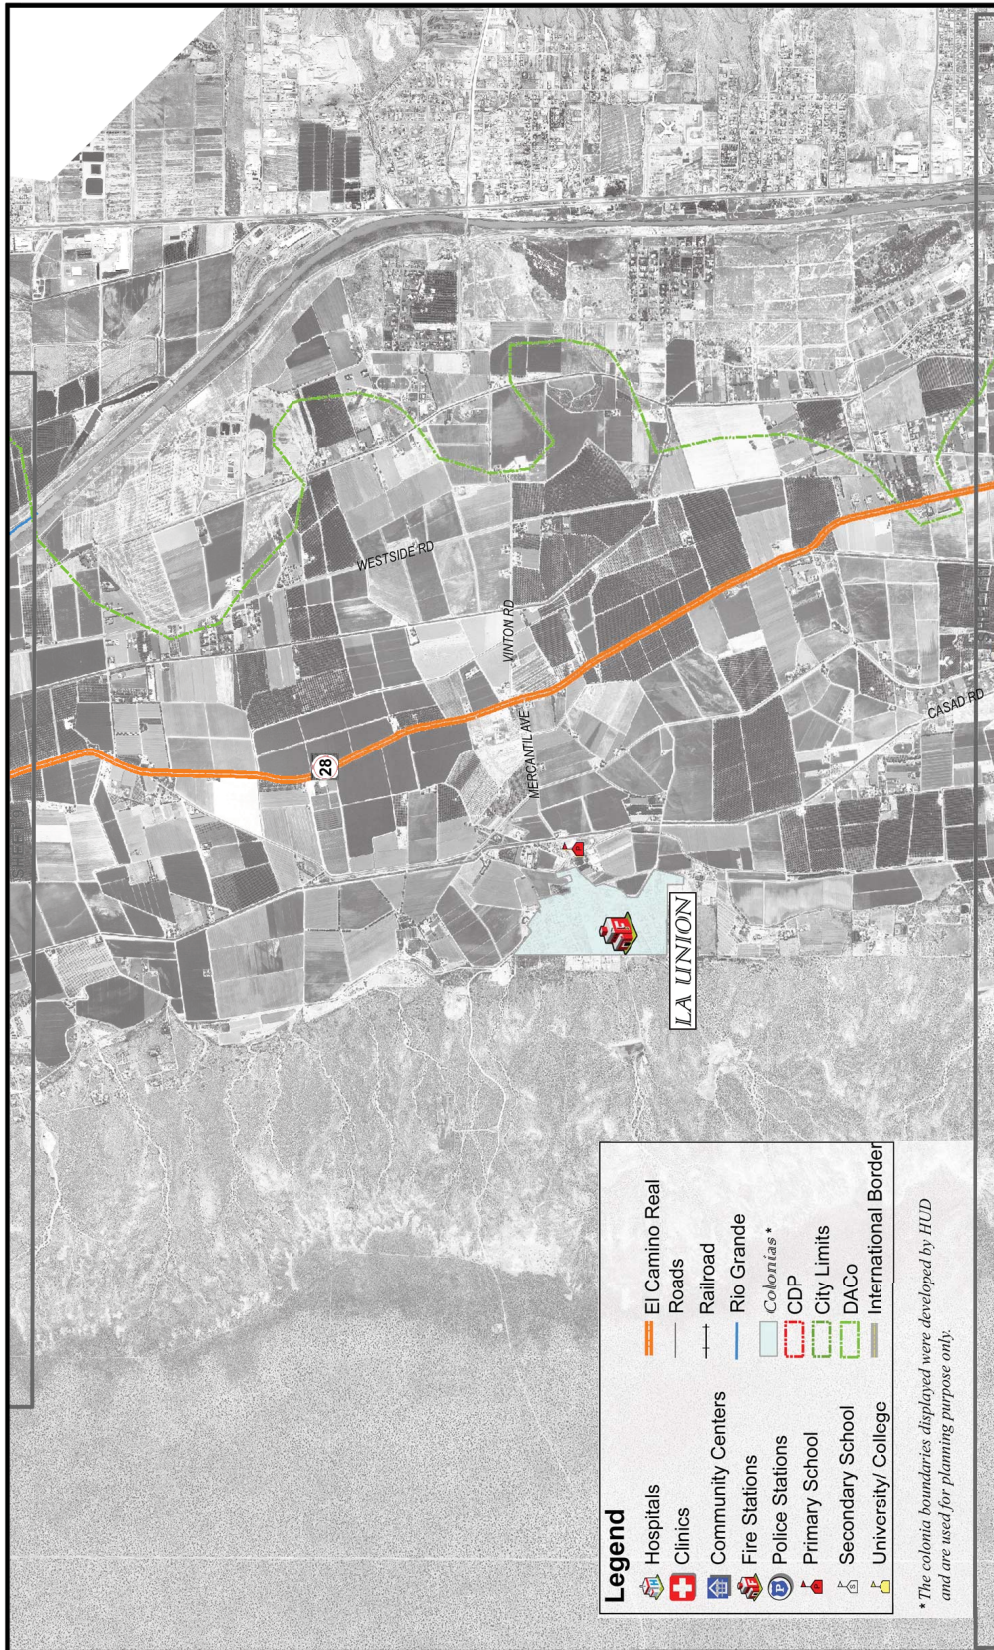 SHEET
28
WESTSIDE RD
VINTON RD
MERCANTIL AVE
CASAD RD
LA UNION
Legend
Hospitals
Clinics
Community Centers
Fire Stations
Police Stations
Primary School
Secondary School
University/ College
El Camino Real
Roads
Railroad
Rio Grande
Colonias *
CDP
City Limits
DACo
International Border
* The colonia boundaries displayed were developed by HUD
and are used for planning purpose only.